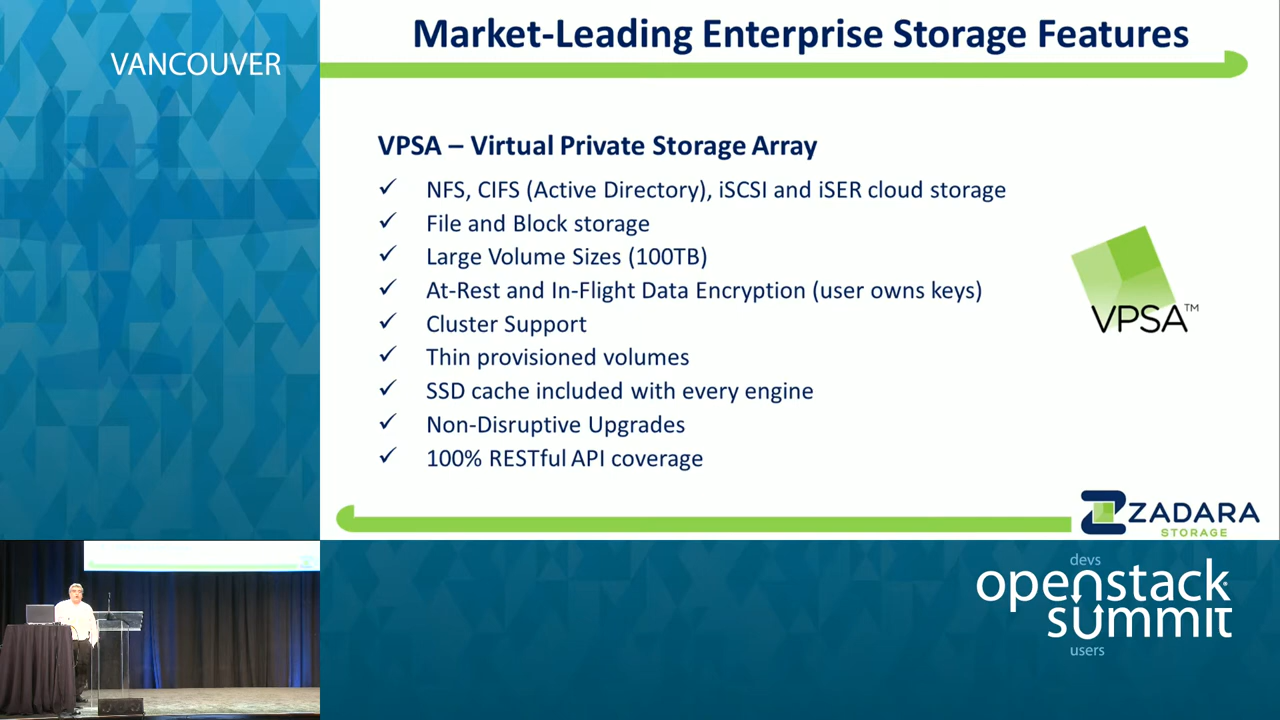 VANCOUVER
Market-Leading Enterprise Storage Features
VPSA – Virtual Private Storage Array
✓ NFS, CIFS (Active Directory), iSCSI and iSER cloud storage
✓ File and Block storage
✓ Large Volume Sizes (100TB)
✓ At-Rest and In-Flight Data Encryption (user owns keys)
✓ Cluster Support
✓ Thin provisioned volumes
✓ SSD cache included with every engine
✓ Non-Disruptive Upgrades
✓ 100% RESTful API coverage
VPSA™
ZADARA
STORAGE
devs
openstack
summit
users